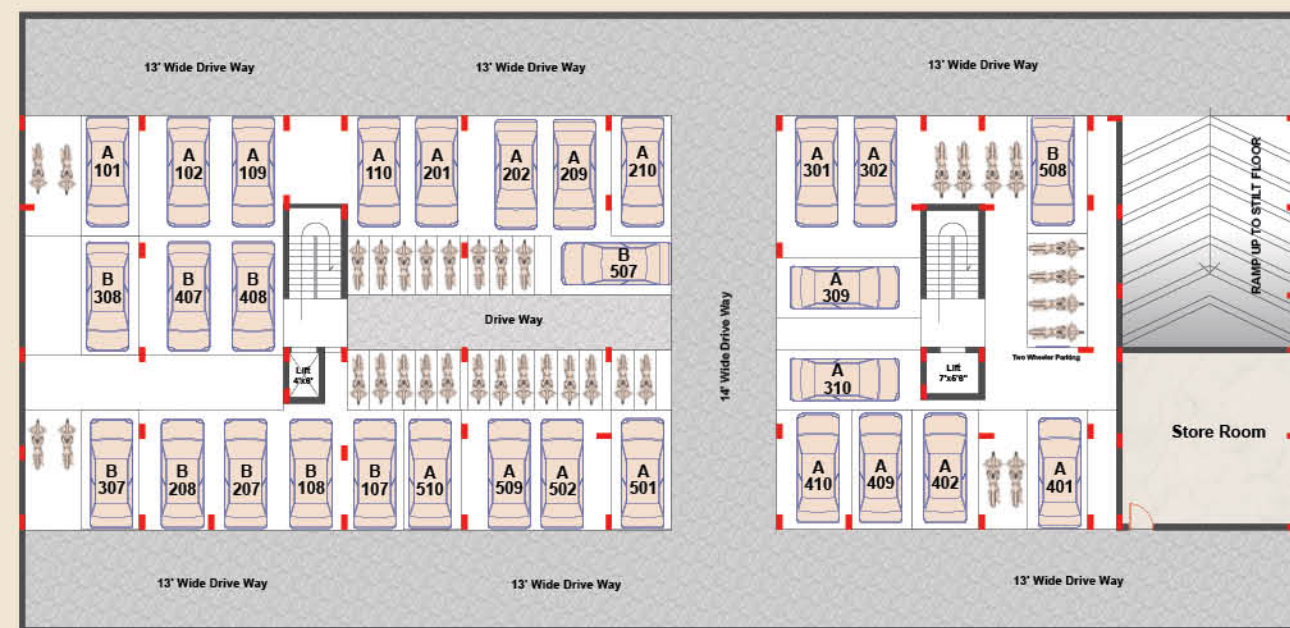 13' Wide Drive Way
13' Wide Drive Way
13' Wide Drive Way
A
101
A
102
A
109
A
110
A
201
A
202
A
209
A
210
A
301
A
302
B
508
RAMP UP TO STILT FLOOR
B
308
B
407
B
408
B
507
A
309
Drive Way
14' Wide Drive Way
Two Wheeler Parking
Lift
4'x6'
Lift
7'x5'6"
A
310
Store Room
B
307
B
208
B
207
B
108
B
107
A
510
A
509
A
502
A
501
A
410
A
409
A
402
A
401
13' Wide Drive Way
13' Wide Drive Way
13' Wide Drive Way